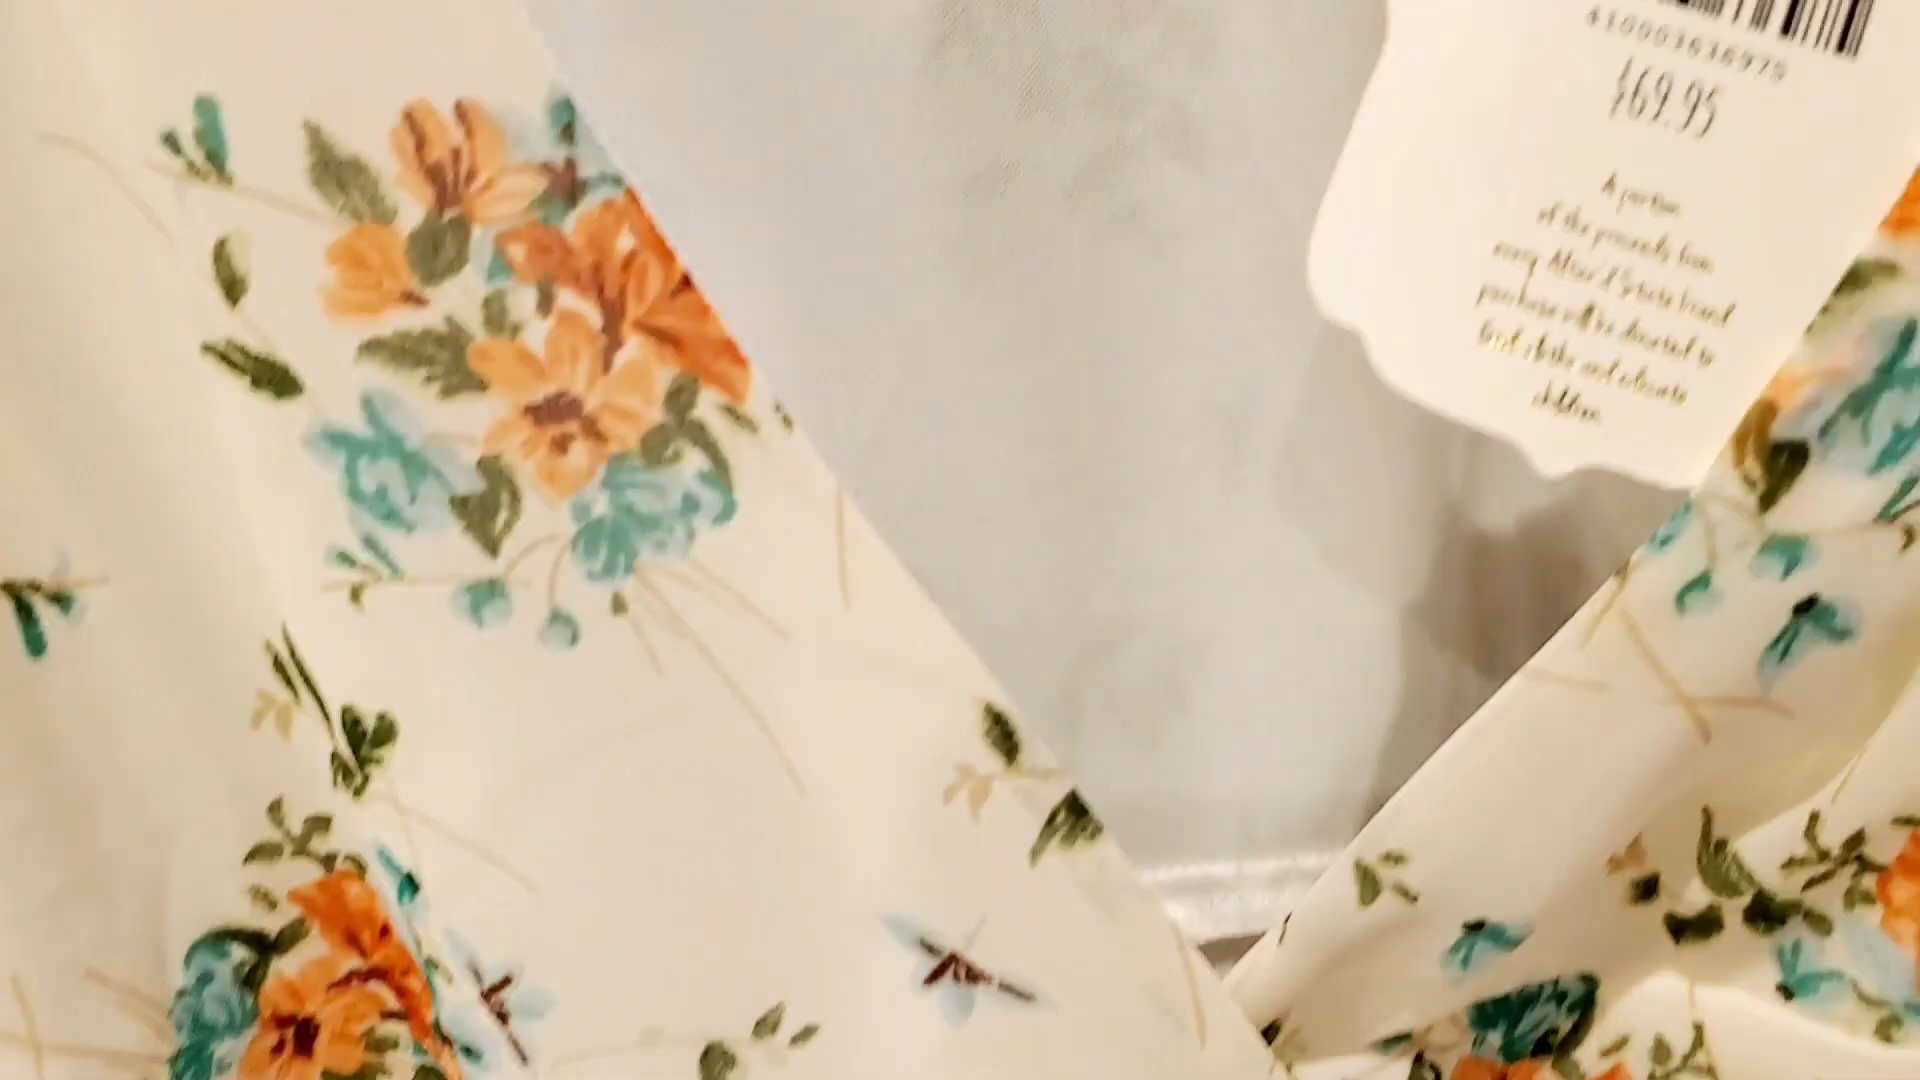 410003636975
$69.95
A portion
of the proceeds from
every Altar'd State brand
purchase will be donated to
feed, clothe and educate
children.